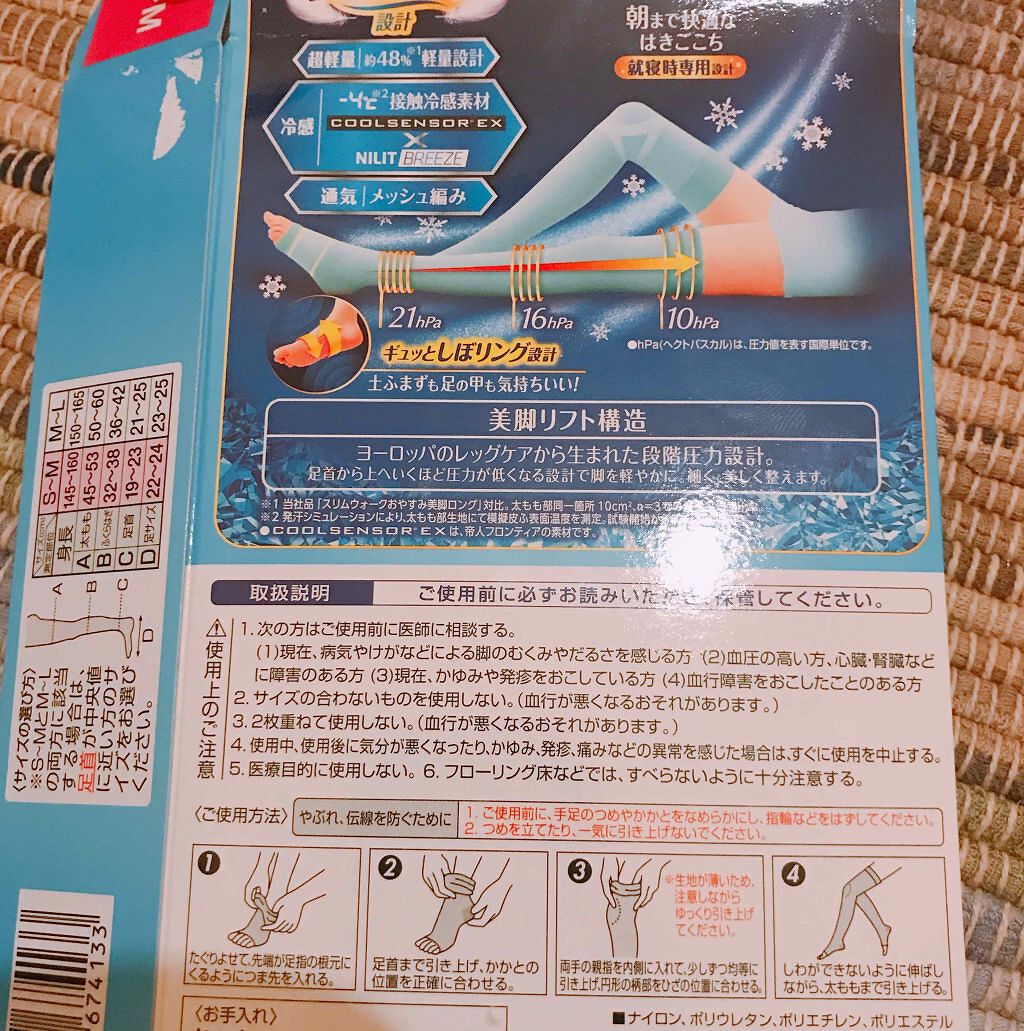 設計
超軽量 約48%※1軽量設計
冷感
-4℃※2接触冷感素材
COOLSENSOR®EX
×
NILIT BREEZE
通気 メッシュ編み
朝まで快適な
はきごこち
就寝時専用設計
21hPa 16hPa 10hPa
●hPa(ヘクトパスカル)は、圧力値を表す国際単位です。
ギュッとしぼリング設計
土ふまずも足の甲も気持ちいい!
美脚リフト構造
ヨーロッパのレッグケアから生まれた段階圧力設計。
足首から上へいくほど圧力が低くなる設計で脚を軽やかに。細く、美しく整えます。
※1 当社品「スリムウォークおやすみ美脚ロング」対比。太もも部同一箇所 10cm²、n=3
※2 発汗シミュレーションにより、太もも部生地にて模擬皮ふ表面温度を測定。試験開始
●COOLSENSOR®EXは、帝人フロンティアの素材です。
サイズ(cm) S-M M-L
身長 145~160 150~165
A 太もも 45~53 50~60
B ふくらはぎ 32~38 36~42
C 足首 19~23 21~25
D 足サイズ 22~24 23~25
A
B
C
D
〈サイズの選び方〉
※S-MとM-L
の両方に該当
する場合は、
足首が中央値
に近い方のサ
イズをお選び
ください。
674133
取扱説明 ご使用前に必ずお読みいただき、保管してください。
使用上のご注意
1. 次の方はご使用前に医師に相談する。
(1)現在、病気やけがなどによる脚のむくみやだるさを感じる方 (2)血圧の高い方、心臓・腎臓など
に障害のある方 (3)現在、かゆみや発疹をおこしている方 (4)血行障害をおこしたことのある方
2. サイズの合わないものを使用しない。(血行が悪くなるおそれがあります。)
3. 2枚重ねて使用しない。(血行が悪くなるおそれがあります。)
4. 使用中、使用後に気分が悪くなったり、かゆみ、発疹、痛みなどの異常を感じた場合は、すぐに使用を中止する。
5. 医療目的に使用しない。 6. フローリング床などでは、すべらないように十分注意する。
〈ご使用方法〉 やぶれ、伝線を防ぐために
1. ご使用前に、手足のつめやかかとをなめらかにし、指輪などをはずしてください。
2. つめを立てたり、一気に引き上げないでください。
1
たぐりよせて、先端が足指の根元に
くるようにつま先を入れる。
2
足首まで引き上げ、かかとの
位置を正確に合わせる。
3
※生地が薄いため、
注意しながら
ゆっくり引き上げ
てください。
両手の親指を内側に入れて、少しずつ均等に
引き上げ、円形の柄部をひざの位置に合わせる。
4
しわができないように伸ばし
ながら、太ももまで引き上げる。
〈お手入れ〉
■ナイロン、ポリウレタン、ポリエチレン、ポリエステル